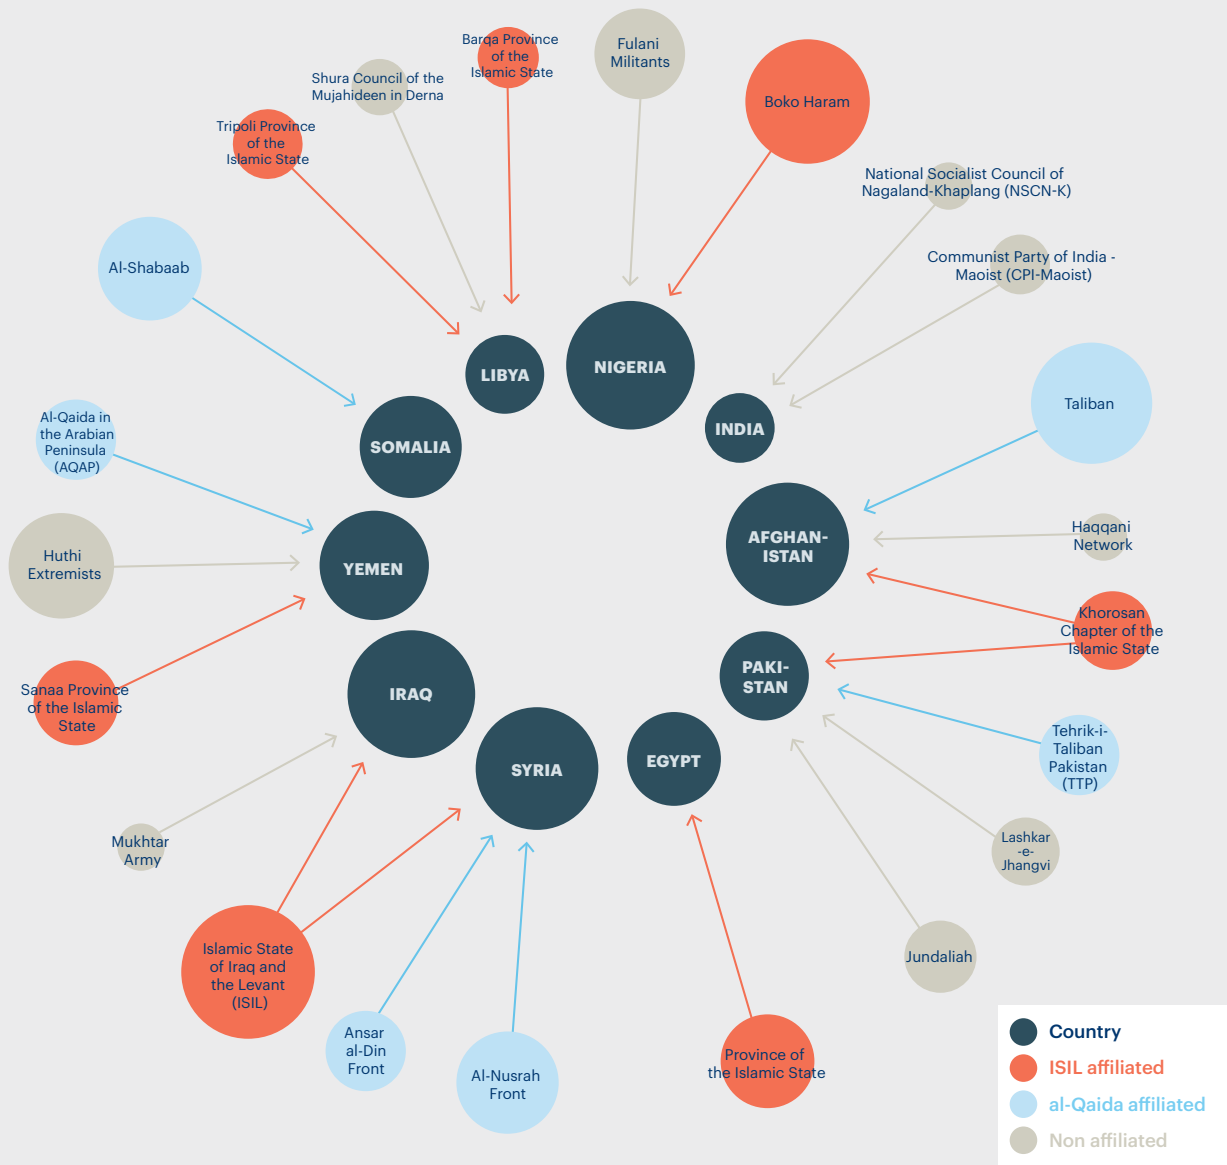 Barqa Province
of the
Islamic State
Fulani
Militants
Boko Haram
Shura Council of the
Mujahideen in Derna
Tripoli Province
of the
Islamic State
National Socialist Council of
Nagaland-Khaplang (NSCN-K)
Communist Party of India -
Maoist (CPI-Maoist)
Al-Shabaab
LIBYA
NIGERIA
INDIA
Taliban
SOMALIA
Al-Qaida in
the Arabian
Peninsula
(AQAP)
AFGHAN-
ISTAN
Haqqani
Network
Huthi
Extremists
YEMEN
Khorosan
Chapter of the
Islamic State
PAKI-
STAN
Sanaa Province
of the Islamic
State
IRAQ
SYRIA
EGYPT
Tehrik-i-
Taliban
Pakistan
(TTP)
Mukhtar
Army
Lashkar
-e-
Jhangvi
Islamic State
of Iraq and
the Levant
(ISIL)
Jundaliah
Ansar
al-Din
Front
Al-Nusrah
Front
Province of
the Islamic State
Country
ISIL affiliated
al-Qaida affiliated
Non affiliated